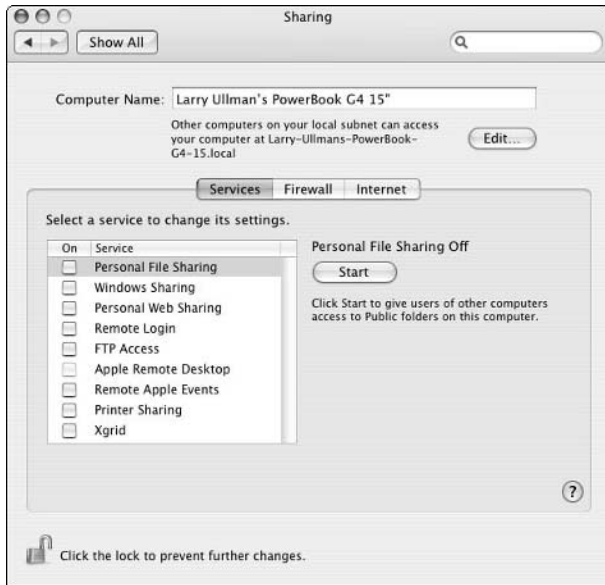 Sharing
Show All
Computer Name: Larry Ullman's PowerBook G4 15"
Other computers on your local subnet can access
your computer at Larry-Ullmans-PowerBook-
G4-15.local
Edit...
Services Firewall Internet
Select a service to change its settings.
On Service
Personal File Sharing
Windows Sharing
Personal Web Sharing
Remote Login
FTP Access
Apple Remote Desktop
Remote Apple Events
Printer Sharing
Xgrid
Personal File Sharing Off
Start
Click Start to give users of other computers
access to Public folders on this computer.
?
Click the lock to prevent further changes.